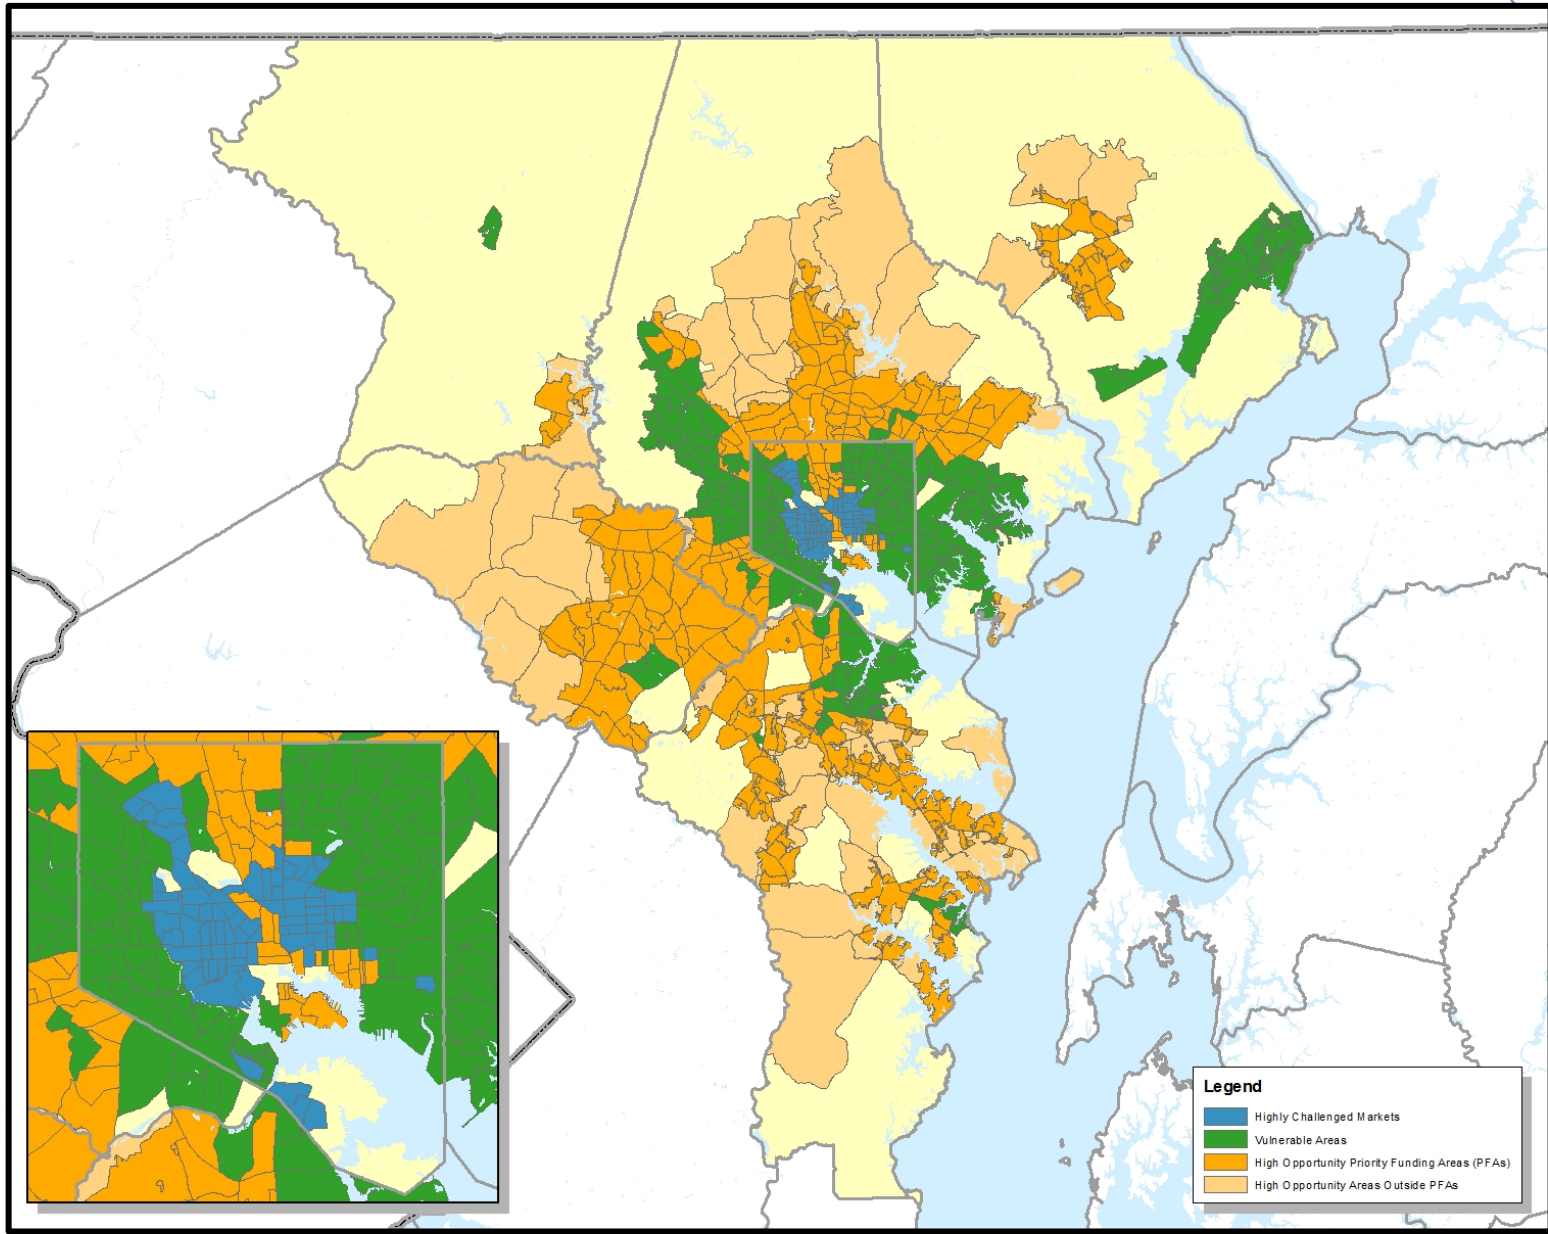 Legend
Highly Challenged Markets
Vulnerable Areas
High Opportunity Priority Funding Areas (PFAs)
High Opportunity Areas Outside PFAs